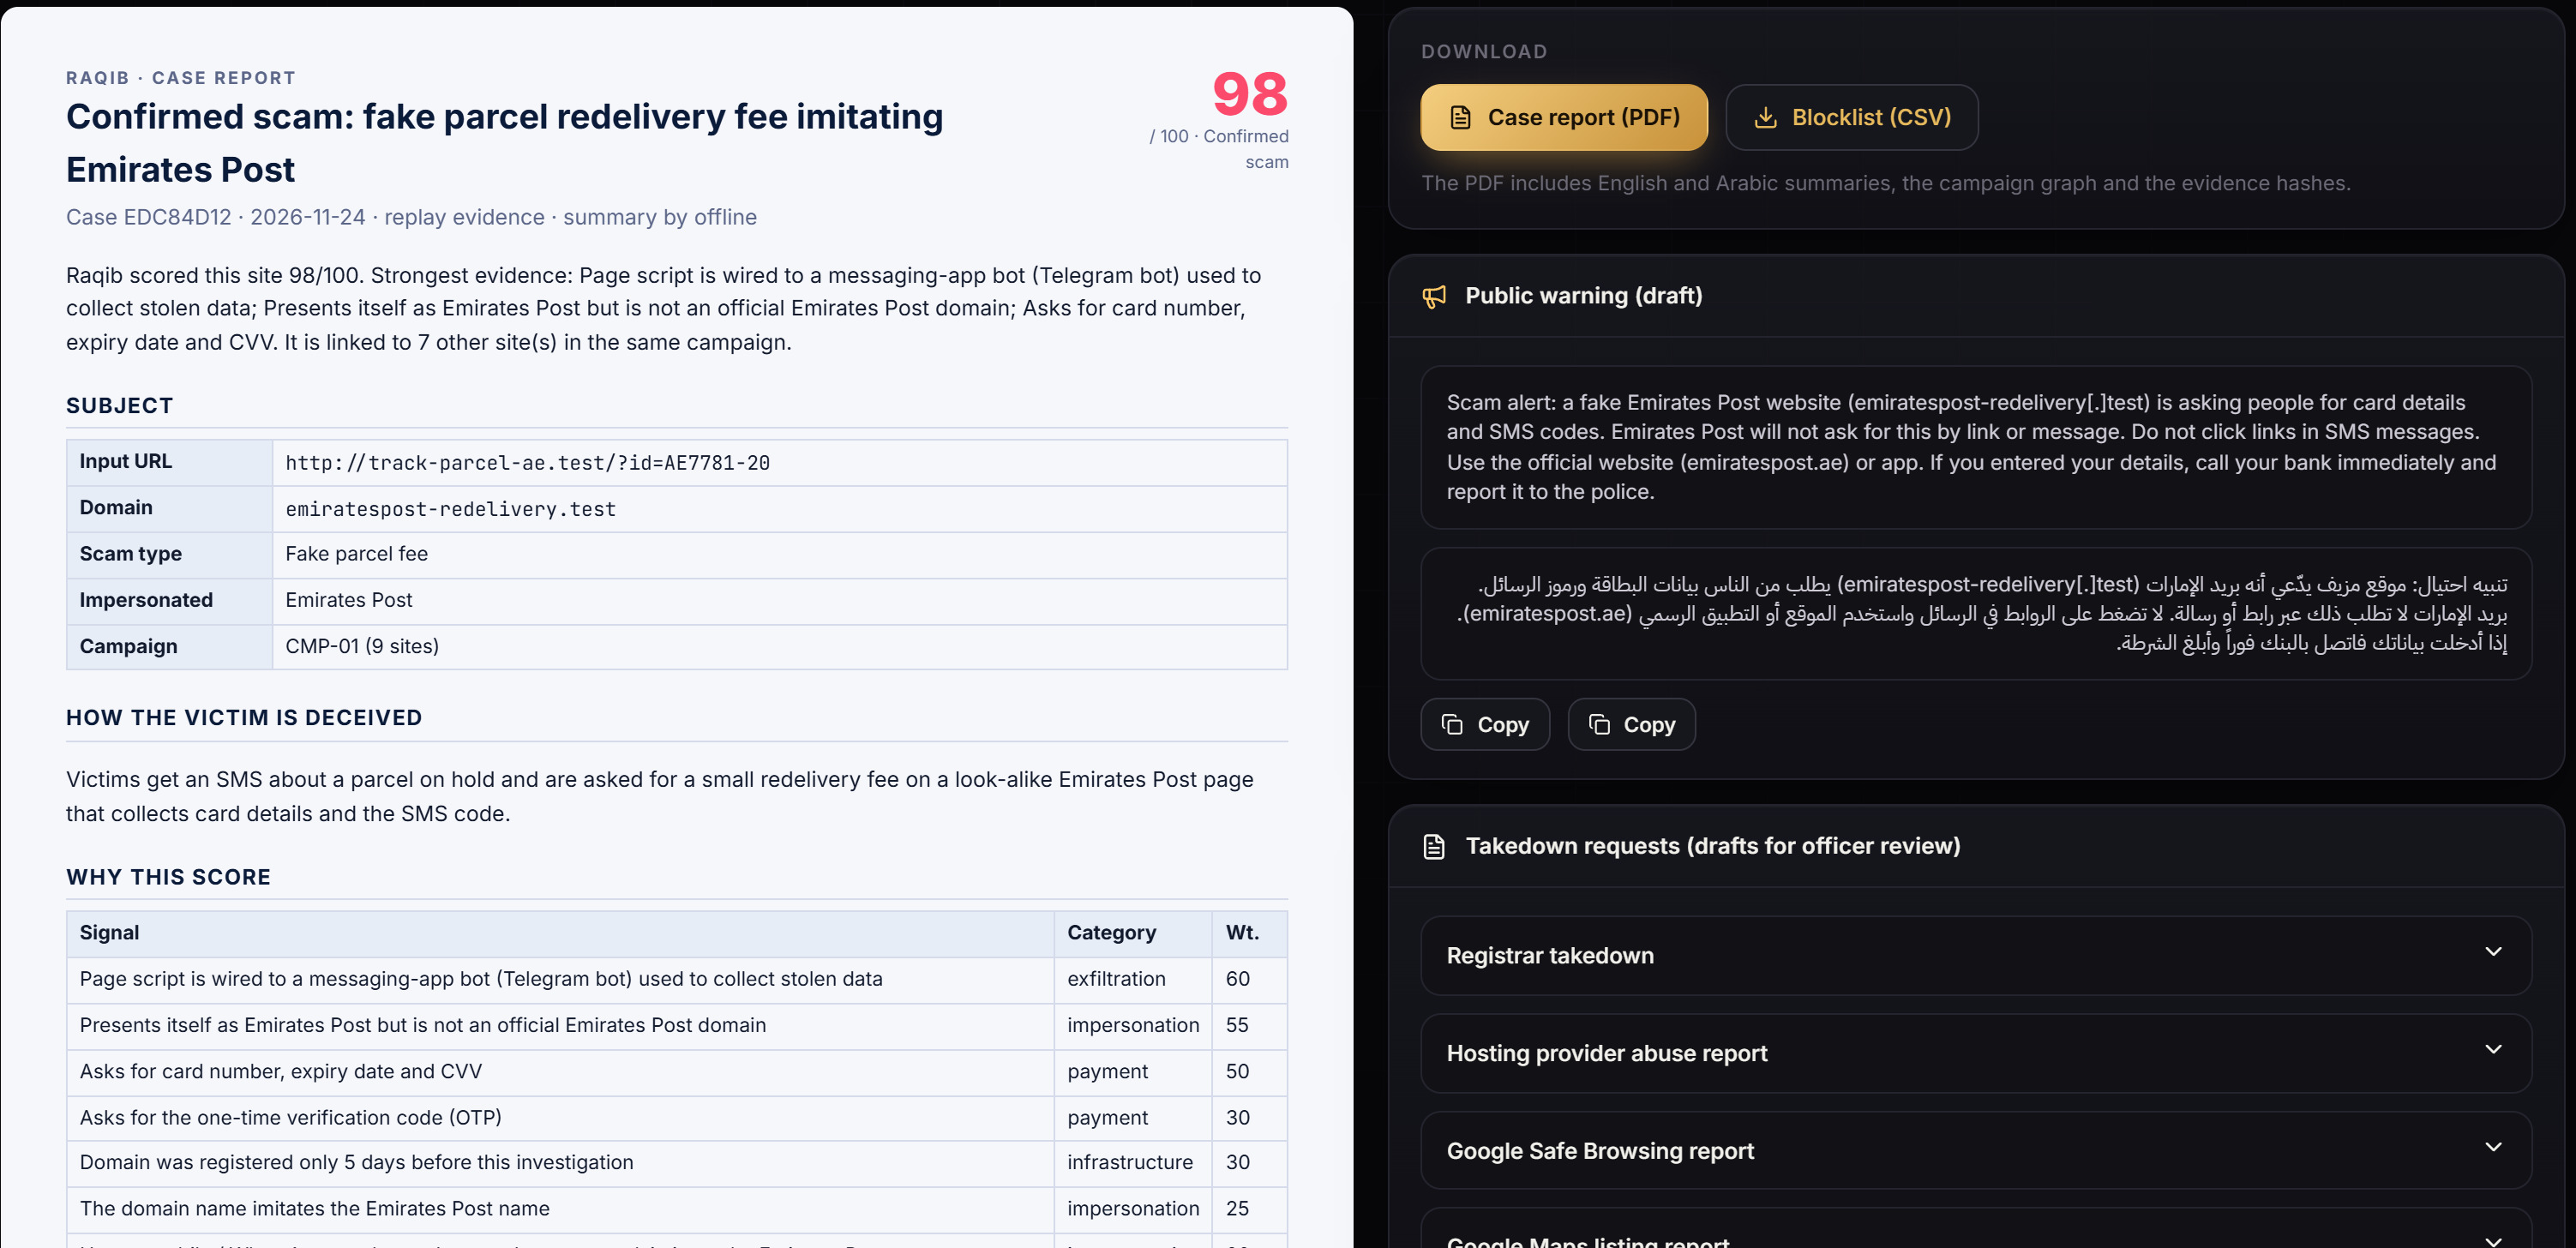 RAQIB · CASE REPORT
Confirmed scam: fake parcel redelivery fee imitating
Emirates Post
98
/ 100 · Confirmed
scam
Case EDC84D12 · 2026-11-24 · replay evidence · summary by offline
Raqib scored this site 98/100. Strongest evidence: Page script is wired to a messaging-app bot (Telegram bot) used to
collect stolen data; Presents itself as Emirates Post but is not an official Emirates Post domain; Asks for card number,
expiry date and CVV. It is linked to 7 other site(s) in the same campaign.
SUBJECT
Input URL http://track-parcel-ae.test/?id=AE7781-20
Domain emiratespost-redelivery.test
Scam type Fake parcel fee
Impersonated Emirates Post
Campaign CMP-01 (9 sites)
HOW THE VICTIM IS DECEIVED
Victims get an SMS about a parcel on hold and are asked for a small redelivery fee on a look-alike Emirates Post page
that collects card details and the SMS code.
WHY THIS SCORE
Signal Category Wt.
Page script is wired to a messaging-app bot (Telegram bot) used to collect stolen data exfiltration 60
Presents itself as Emirates Post but is not an official Emirates Post domain impersonation 55
Asks for card number, expiry date and CVV payment 50
Asks for the one-time verification code (OTP) payment 30
Domain was registered only 5 days before this investigation infrastructure 30
The domain name imitates the Emirates Post name impersonation 25
DOWNLOAD
Case report (PDF)
Blocklist (CSV)
The PDF includes English and Arabic summaries, the campaign graph and the evidence hashes.
Public warning (draft)
Scam alert: a fake Emirates Post website (emiratespost-redelivery[.]test) is asking people for card details
and SMS codes. Emirates Post will not ask for this by link or message. Do not click links in SMS messages.
Use the official website (emiratespost.ae) or app. If you entered your details, call your bank immediately and
report it to the police.
تنبيه احتيال: موقع مزيف يدّعي أنه بريد الإمارات (emiratespost-redelivery[.]test) يطلب من الناس بيانات البطاقة ورموز الرسائل.
بريد الإمارات لا تطلب ذلك عبر رابط أو رسالة. لا تضغط على الروابط في الرسائل واستخدم الموقع أو التطبيق الرسمي (emiratespost.ae).
إذا أدخلت بياناتك فاتصل بالبنك فوراً وأبلغ الشرطة.
Copy
Copy
Takedown requests (drafts for officer review)
Registrar takedown
Hosting provider abuse report
Google Safe Browsing report
Google Maps listing report